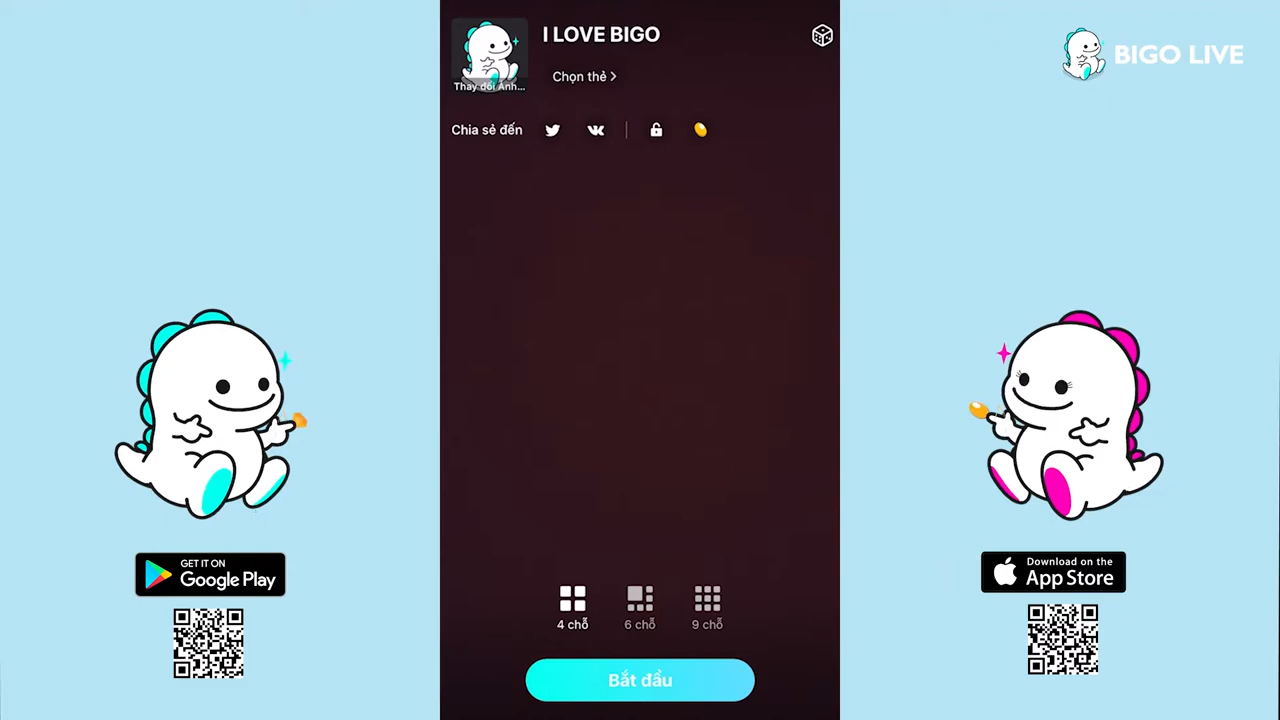 I LOVE BIGO
Chọn thẻ >
Thay đổi Ảnh...
Chia sẻ đến
BIGO LIVE
GET IT ON
Google Play
Download on the
App Store
4 chỗ
6 chỗ
9 chỗ
Bắt đầu